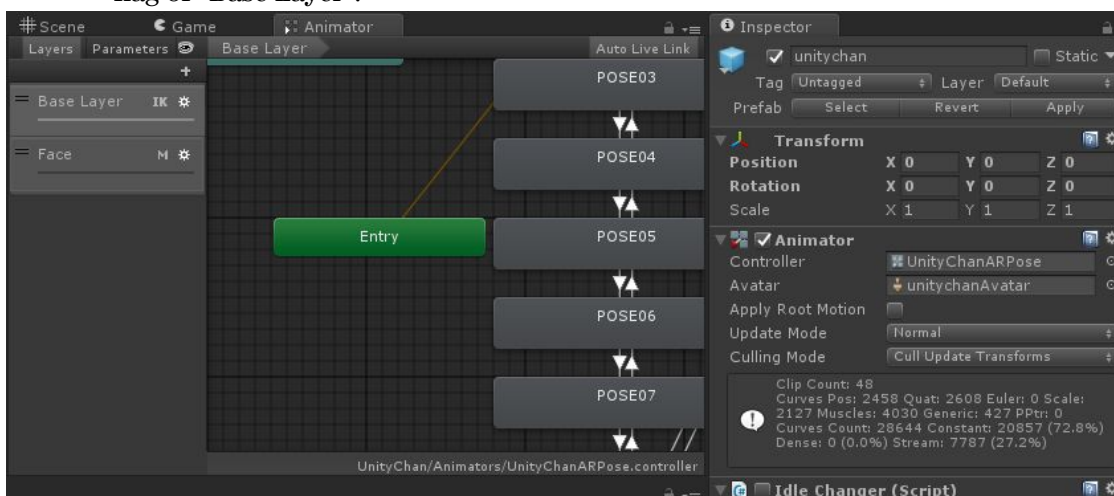 flag of "Base Layer".
Scene Game Animator
Layers Parameters Base Layer Auto Live Link
Base Layer IK
Face M
POSE03
POSE04
Entry
POSE05
POSE06
POSE07
UnityChan/Animators/UnityChanARPose.controller
Inspector
unitychan Static
Tag Untagged Layer Default
Prefab Select Revert Apply
Transform
Position X 0 Y 0 Z 0
Rotation X 0 Y 0 Z 0
Scale X 1 Y 1 Z 1
Animator
Controller UnityChanARPose
Avatar unitychanAvatar
Apply Root Motion
Update Mode Normal
Culling Mode Cull Update Transforms
Clip Count: 48
Curves Pos: 2458 Quat: 2608 Euler: 0 Scale:
2127 Muscles: 4030 Generic: 427 PPtr: 0
Curves Count: 28644 Constant: 20857 (72.8%)
Dense: 0 (0.0%) Stream: 7787 (27.2%)
Idle Changer (Script)